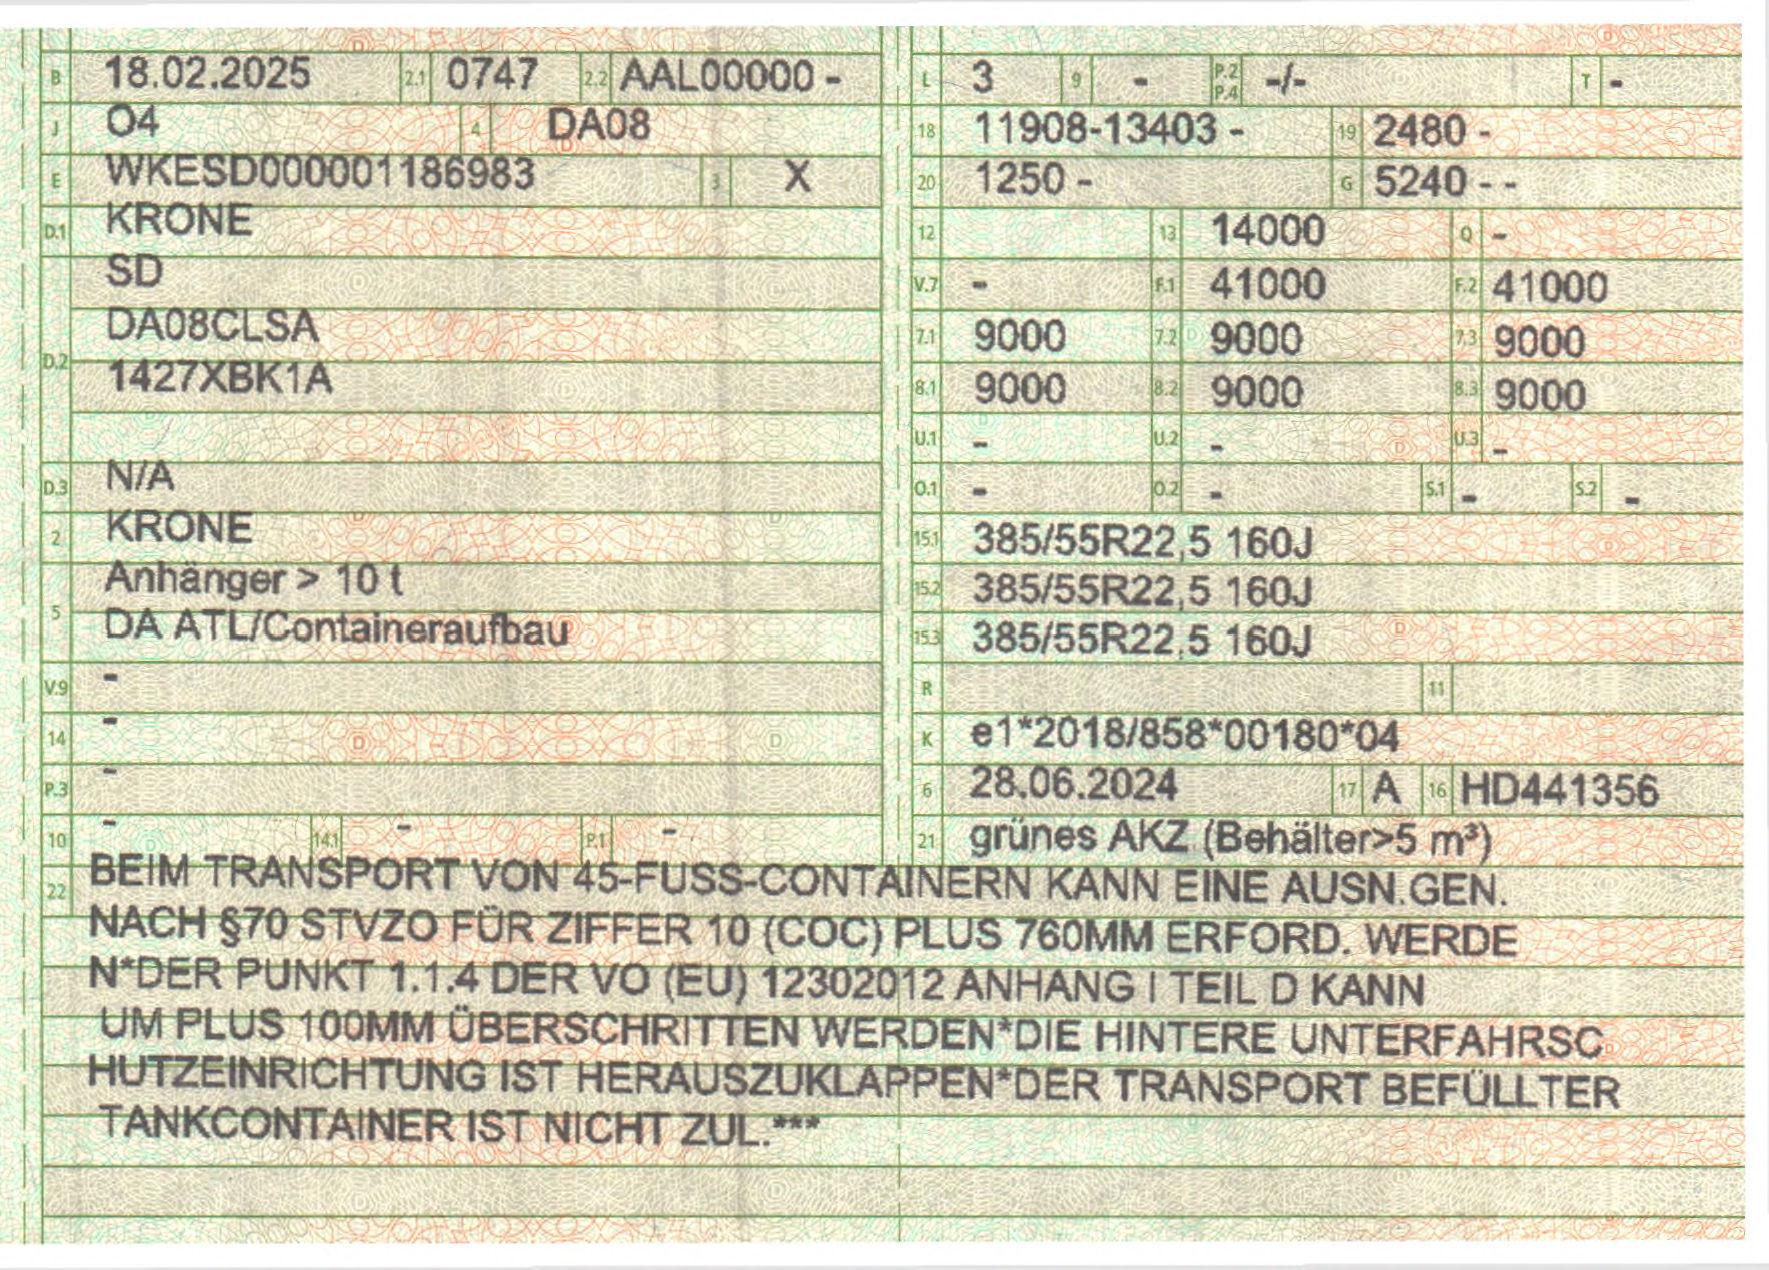 B 18.02.2025 2.1 0747 2.2 AAL00000 -
J O4 4 DA08
E WKESD000001186983 3 X
D.1 KRONE
SD
D.2 DA08CLSA
1427XBK1A
D.3 N/A
2 KRONE
5 Anhänger > 10 t
DA ATL/Containeraufbau
V.9 -
14 -
P.3 -
10 - 14.1 - P.1 -
L 3 9 - P.2 P.4 -/- T -
18 11908-13403 - 19 2480 -
20 1250 - G 5240 - -
12 13 14000 Q -
V.7 - F.1 41000 F.2 41000
7.1 9000 7.2 9000 7.3 9000
8.1 9000 8.2 9000 8.3 9000
U.1 - U.2 - U.3 -
O.1 - O.2 - S.1 - S.2 -
15.1 385/55R22,5 160J
15.2 385/55R22,5 160J
15.3 385/55R22,5 160J
R 11
K e1*2018/858*00180*04
6 28.06.2024 17 A 16 HD441356
21 grünes AKZ (Behälter>5 m³)
22 BEIM TRANSPORT VON 45-FUSS-CONTAINERN KANN EINE AUSN.GEN.
NACH §70 STVZO FÜR ZIFFER 10 (COC) PLUS 760MM ERFORD. WERDE
N*DER PUNKT 1.1.4 DER VO (EU) 12302012 ANHANG I TEIL D KANN
UM PLUS 100MM ÜBERSCHRITTEN WERDEN*DIE HINTERE UNTERFAHRSC
HUTZEINRICHTUNG IST HERAUSZUKLAPPEN*DER TRANSPORT BEFÜLLTER
TANKCONTAINER IST NICHT ZUL.***